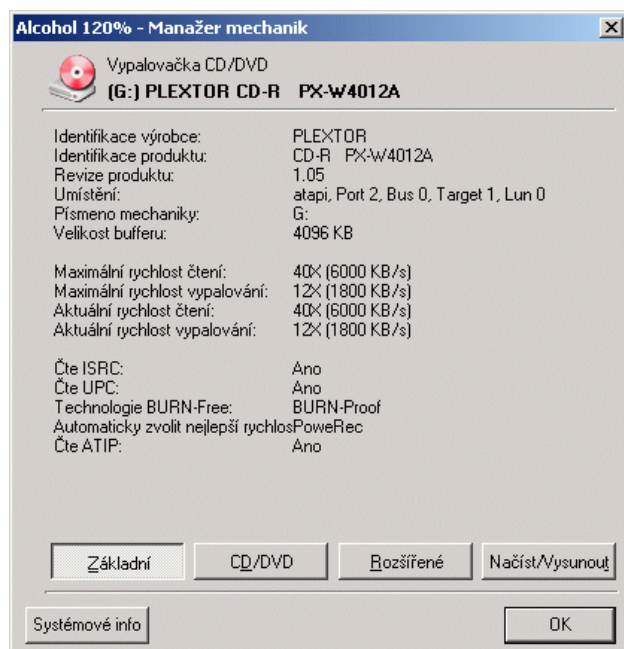 Alcohol 120% - Manažer mechanik
Vypalovačka CD/DVD
(G:) PLEXTOR CD-R PX-W4012A
Identifikace výrobce: PLEXTOR
Identifikace produktu: CD-R PX-W4012A
Revize produktu: 1.05
Umístění: atapi, Port 2, Bus 0, Target 1, Lun 0
Písmeno mechaniky: G:
Velikost bufferu: 4096 KB
Maximální rychlost čtení: 40X (6000 KB/s)
Maximální rychlost vypalování: 12X (1800 KB/s)
Aktuální rychlost čtení: 40X (6000 KB/s)
Aktuální rychlost vypalování: 12X (1800 KB/s)
Čte ISRC: Ano
Čte UPC: Ano
Technologie BURN-Free: BURN-Proof
Automaticky zvolit nejlepší rychlosPoweRec
Čte ATIP: Ano
Základní CD/DVD Rozšířené Načíst/Vysunout
Systémové info OK